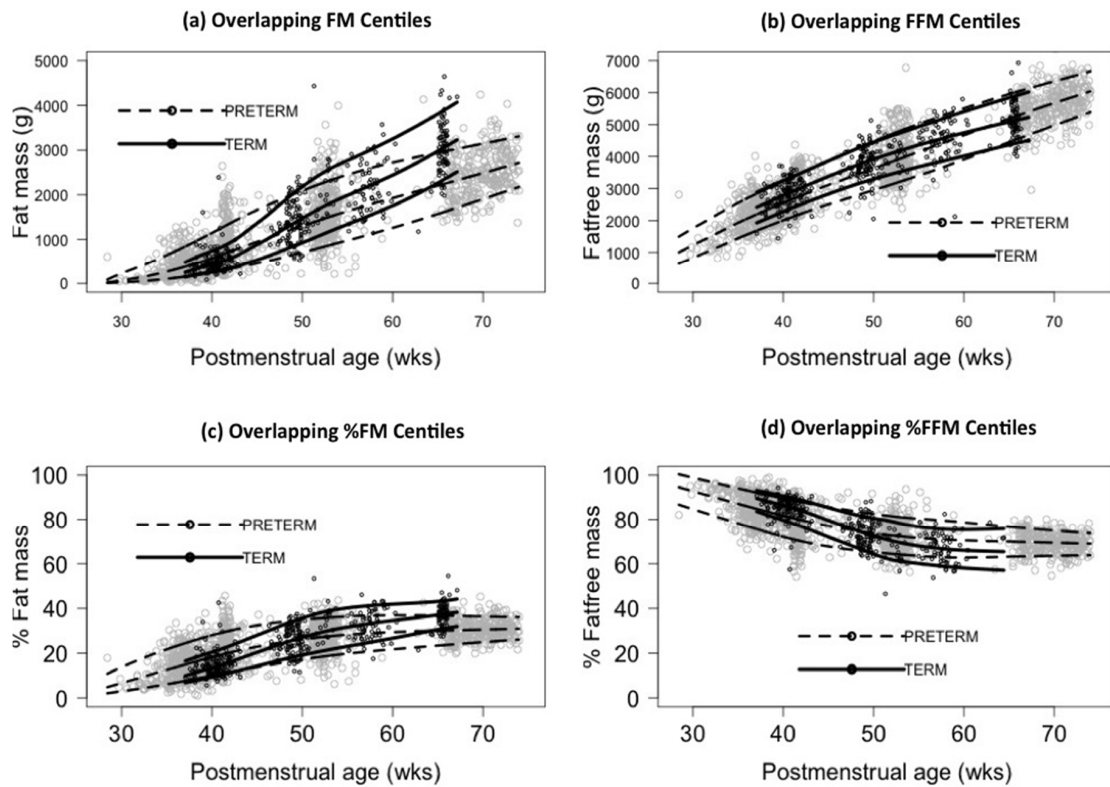 (a) Overlapping FM Centiles
Fat mass (g)
5000
4000
3000
2000
1000
0
PRETERM
TERM
30 40 50 60 70
Postmenstrual age (wks)
(b) Overlapping FFM Centiles
Fatfree mass (g)
7000
6000
5000
4000
3000
2000
1000
0
PRETERM
TERM
30 40 50 60 70
Postmenstrual age (wks)
(c) Overlapping %FM Centiles
% Fat mass
100
80
60
40
20
0
PRETERM
TERM
30 40 50 60 70
Postmenstrual age (wks)
(d) Overlapping %FFM Centiles
% Fatfree mass
100
80
60
40
20
0
PRETERM
TERM
30 40 50 60 70
Postmenstrual age (wks)